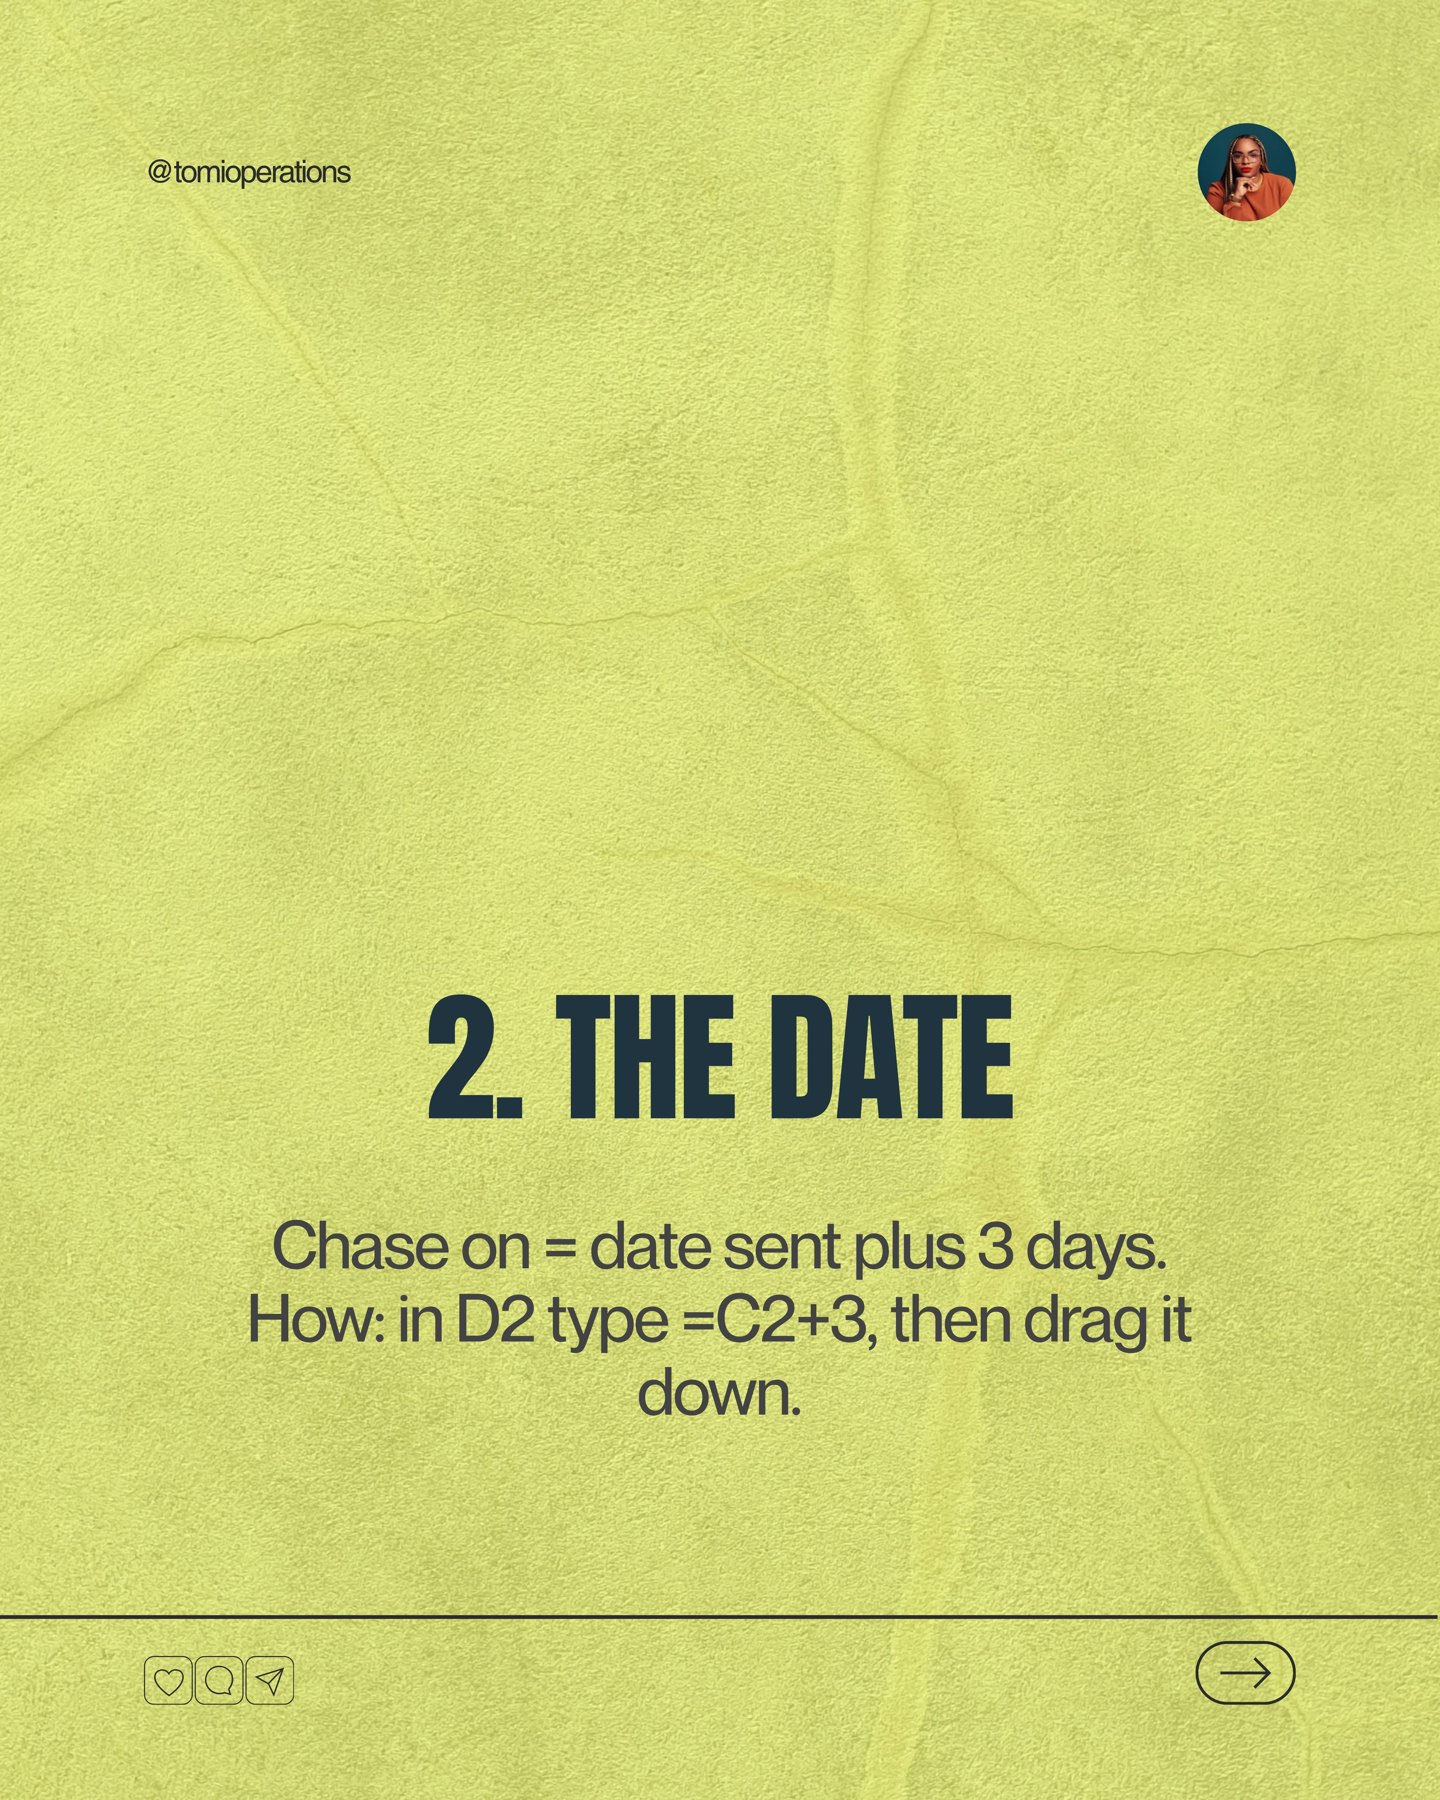 @tomioperations
2. THE DATE
Chase on = date sent plus 3 days.
How: in D2 type =C2+3, then drag it
down.